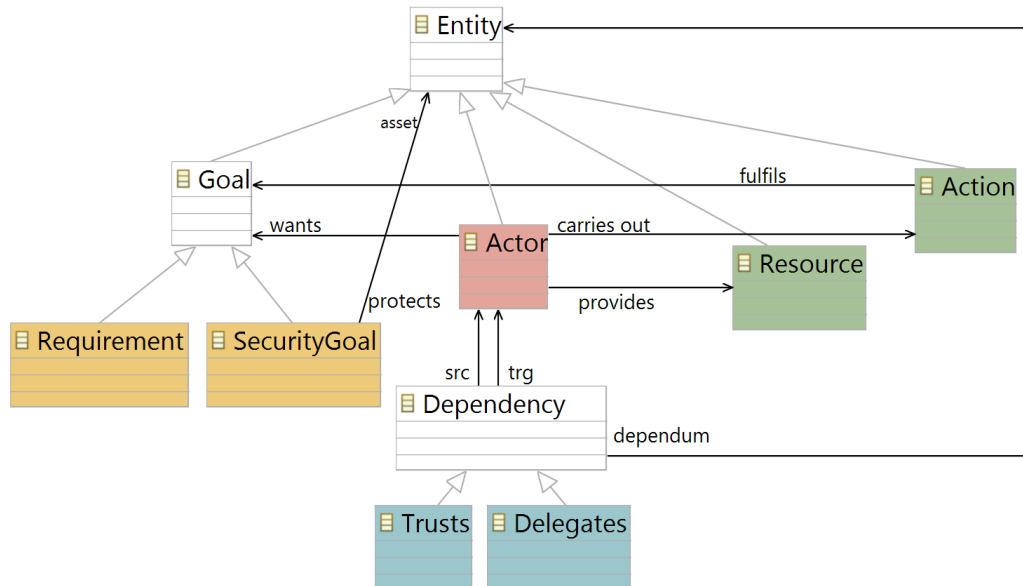 Entity
asset
Goal
fulfils
Action
wants
Actor
carries out
Resource
protects
provides
Requirement
SecurityGoal
src
trg
Dependency
dependum
Trusts
Delegates